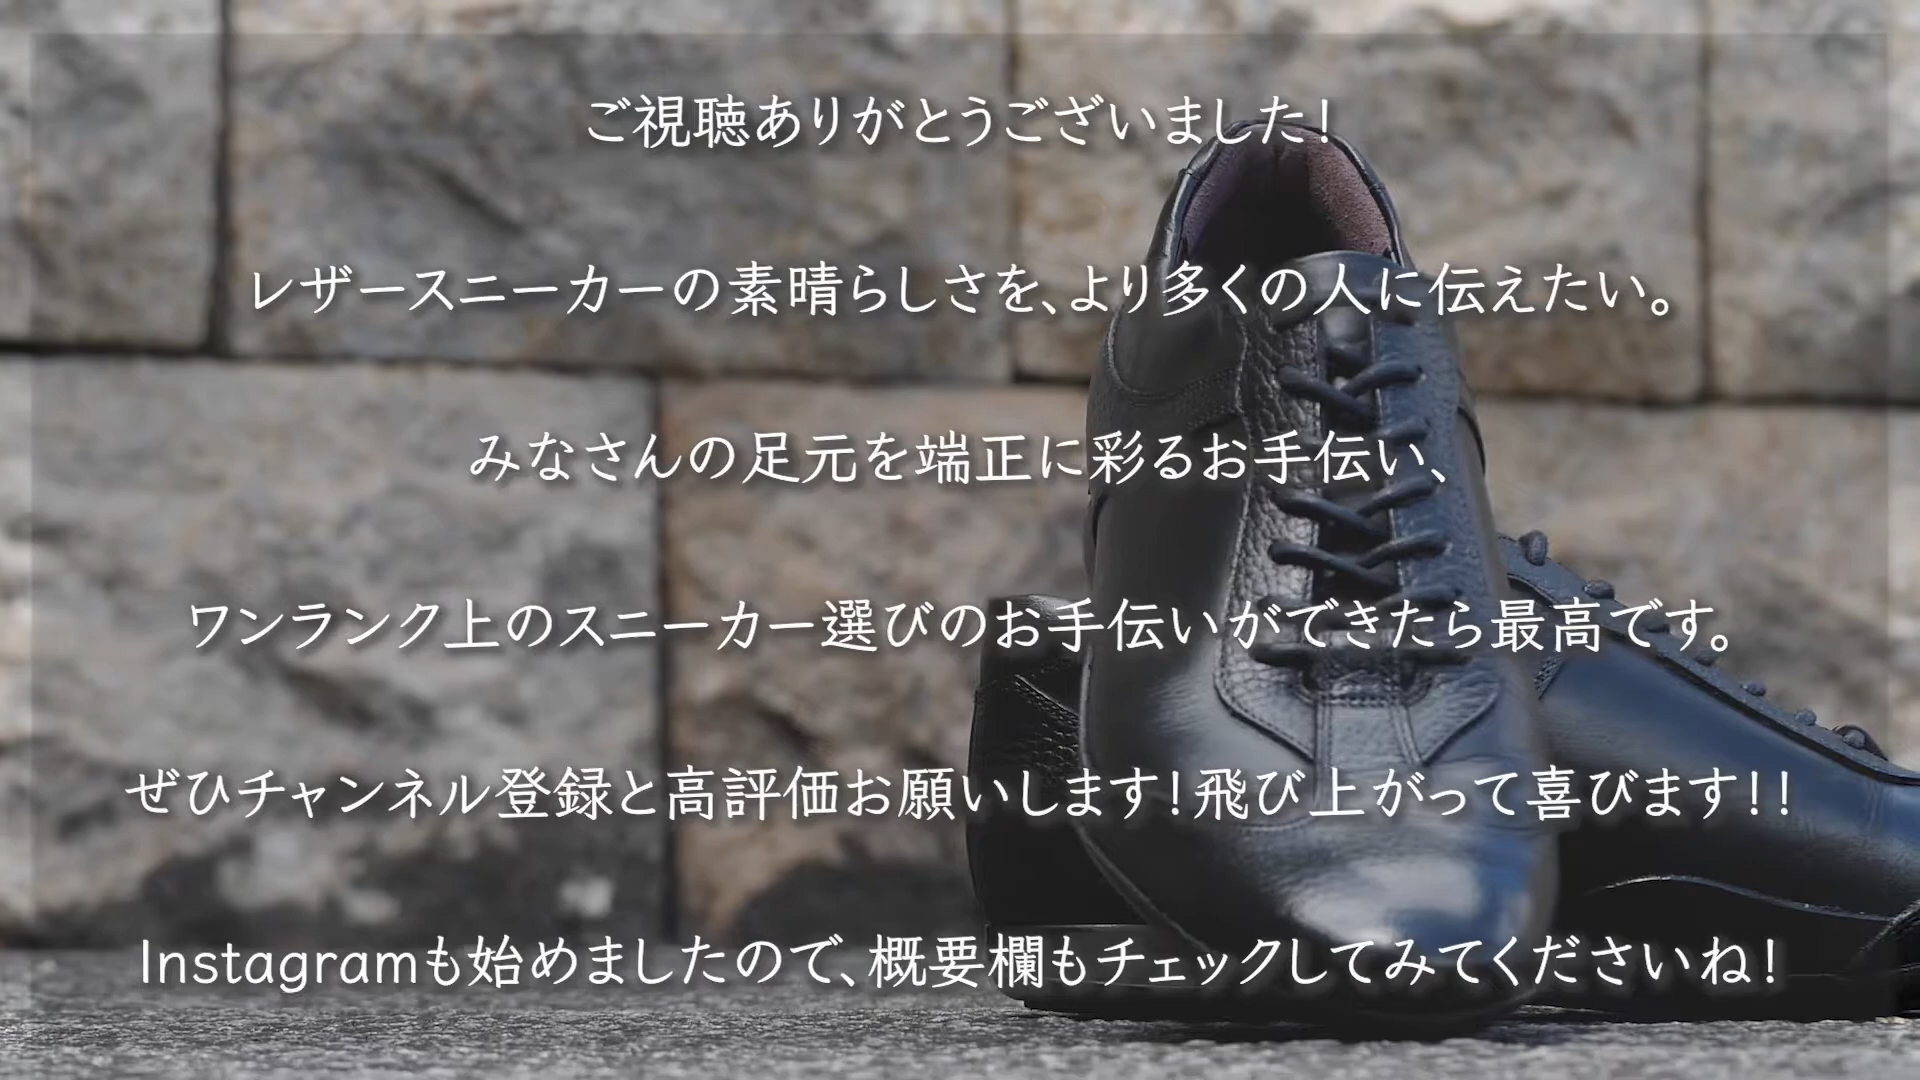 ご視聴ありがとうございました!
レザースニーカーの素晴らしさを、より多くの人に伝えたい。
みなさんの足元を端正に彩るお手伝い、
ワンランク上のスニーカー選びのお手伝いができたら最高です。
ぜひチャンネル登録と高評価お願いします!飛び上がって喜びます!!
Instagramも始めましたので、概要欄もチェックしてみてくださいね!